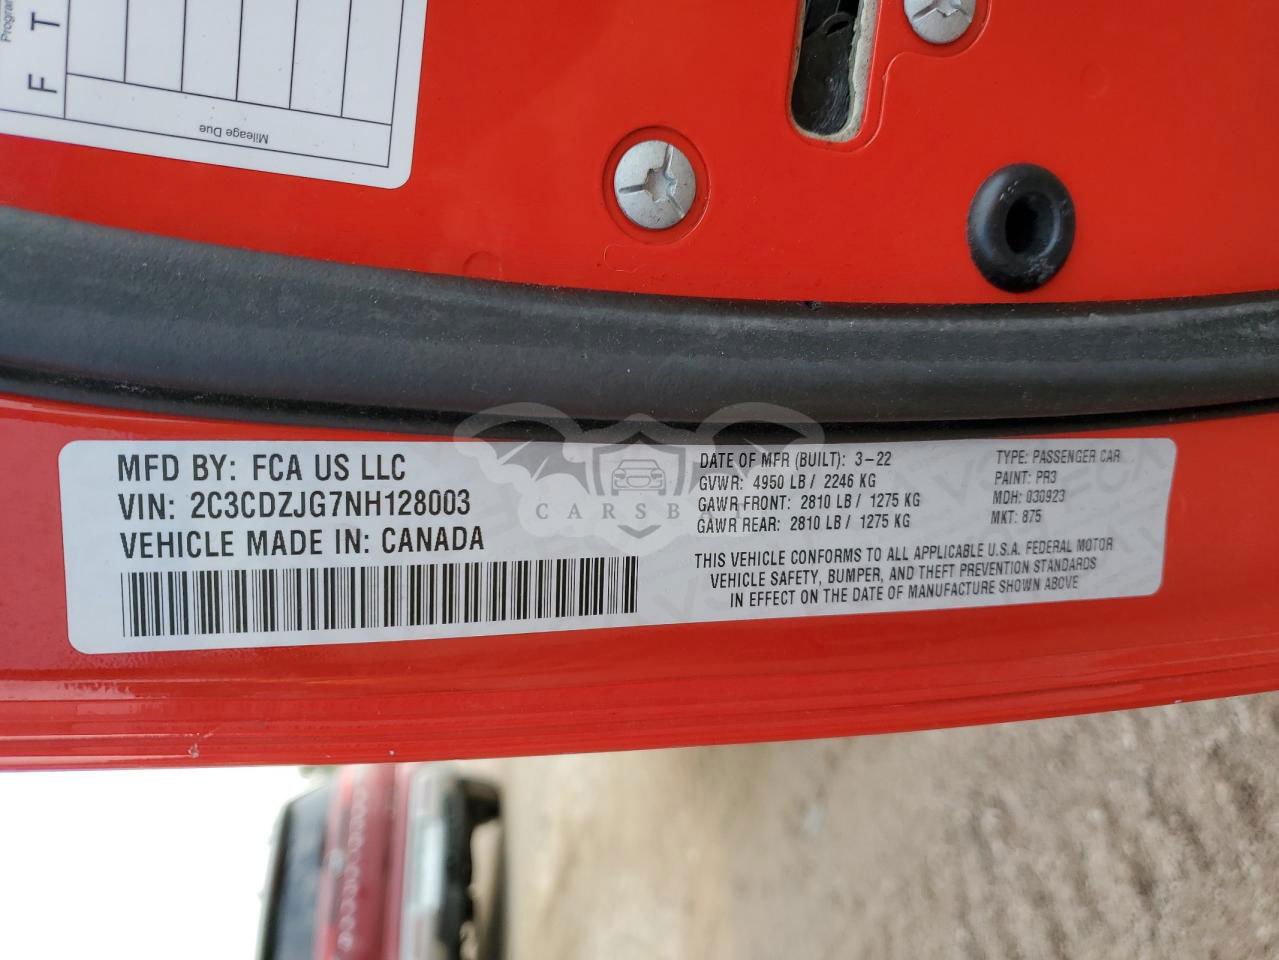 Program
F T
Mileage Due
MFD BY: FCA US LLC
VIN: 2C3CDZJG7NH128003
VEHICLE MADE IN: CANADA
DATE OF MFR (BUILT): 3-22
GVWR: 4950 LB / 2246 KG
GAWR FRONT: 2810 LB / 1275 KG
GAWR REAR: 2810 LB / 1275 KG
TYPE: PASSENGER CAR
PAINT: PR3
MDH: 030923
MKT: 875
THIS VEHICLE CONFORMS TO ALL APPLICABLE U.S.A. FEDERAL MOTOR
VEHICLE SAFETY, BUMPER, AND THEFT PREVENTION STANDARDS
IN EFFECT ON THE DATE OF MANUFACTURE SHOWN ABOVE